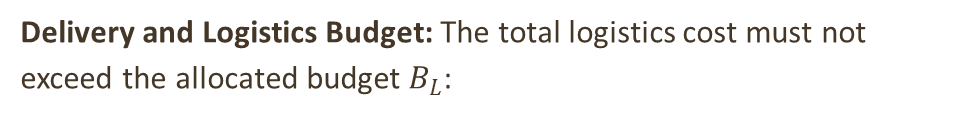 Delivery and Logistics Budget: The total logistics cost must not
exceed the allocated budget B_L: